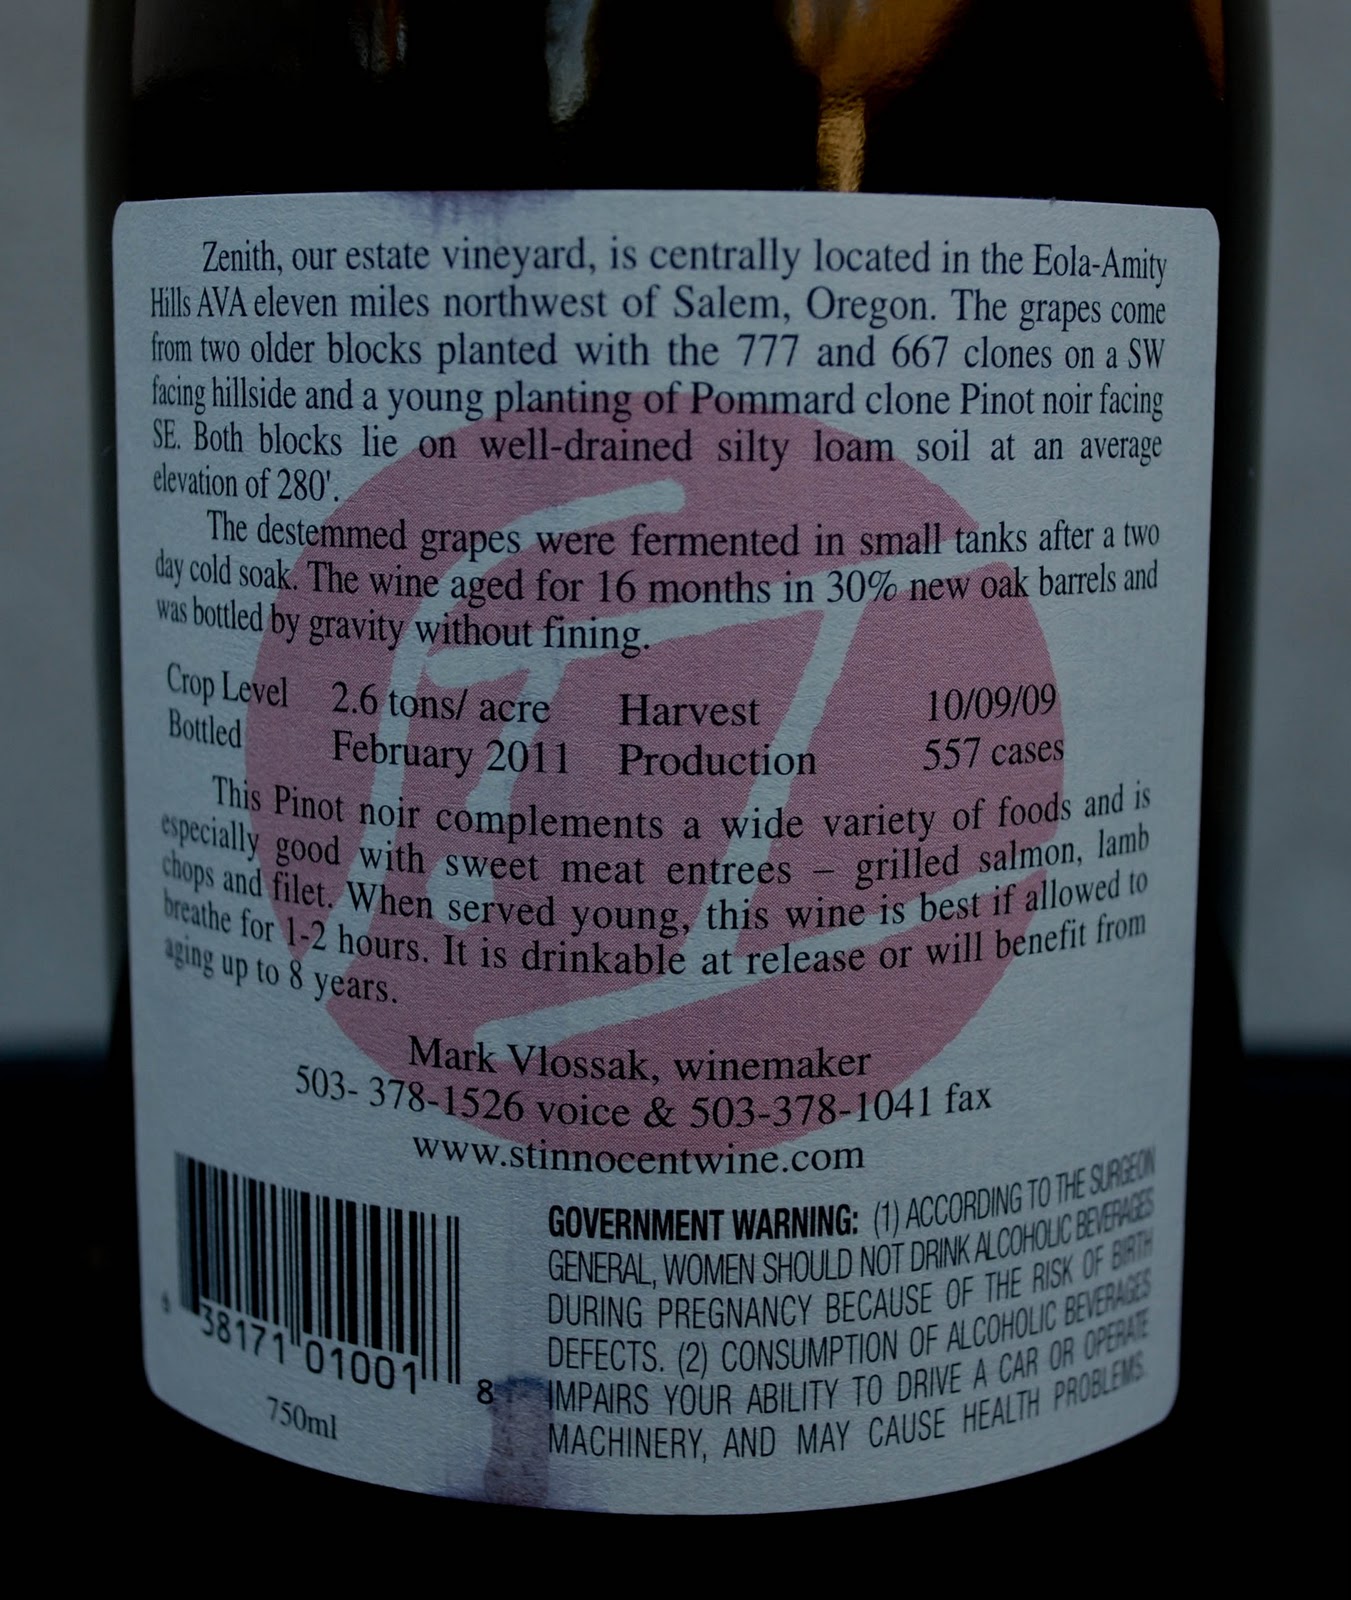 Zenith, our estate vineyard, is centrally located in the Eola-Amity
Hills AVA eleven miles northwest of Salem, Oregon. The grapes come
from two older blocks planted with the 777 and 667 clones on a SW
facing hillside and a young planting of Pommard clone Pinot noir facing
SE. Both blocks lie on well-drained silty loam soil at an average
elevation of 280'.
The destemmed grapes were fermented in small tanks after a two
day cold soak. The wine aged for 16 months in 30% new oak barrels and
was bottled by gravity without fining.
Crop Level 2.6 tons/ acre Harvest 10/09/09
Bottled February 2011 Production 557 cases
This Pinot noir complements a wide variety of foods and is
especially good with sweet meat entrees – grilled salmon, lamb
chops and filet. When served young, this wine is best if allowed to
breathe for 1-2 hours. It is drinkable at release or will benefit from
aging up to 8 years.
Mark Vlossak, winemaker
503- 378-1526 voice & 503-378-1041 fax
www.stinnocentwine.com
38171 01001 8
750ml
GOVERNMENT WARNING: (1) ACCORDING TO THE SURGEON
GENERAL, WOMEN SHOULD NOT DRINK ALCOHOLIC BEVERAGES
DURING PREGNANCY BECAUSE OF THE RISK OF BIRTH
DEFECTS. (2) CONSUMPTION OF ALCOHOLIC BEVERAGES
IMPAIRS YOUR ABILITY TO DRIVE A CAR OR OPERATE
MACHINERY, AND MAY CAUSE HEALTH PROBLEMS.